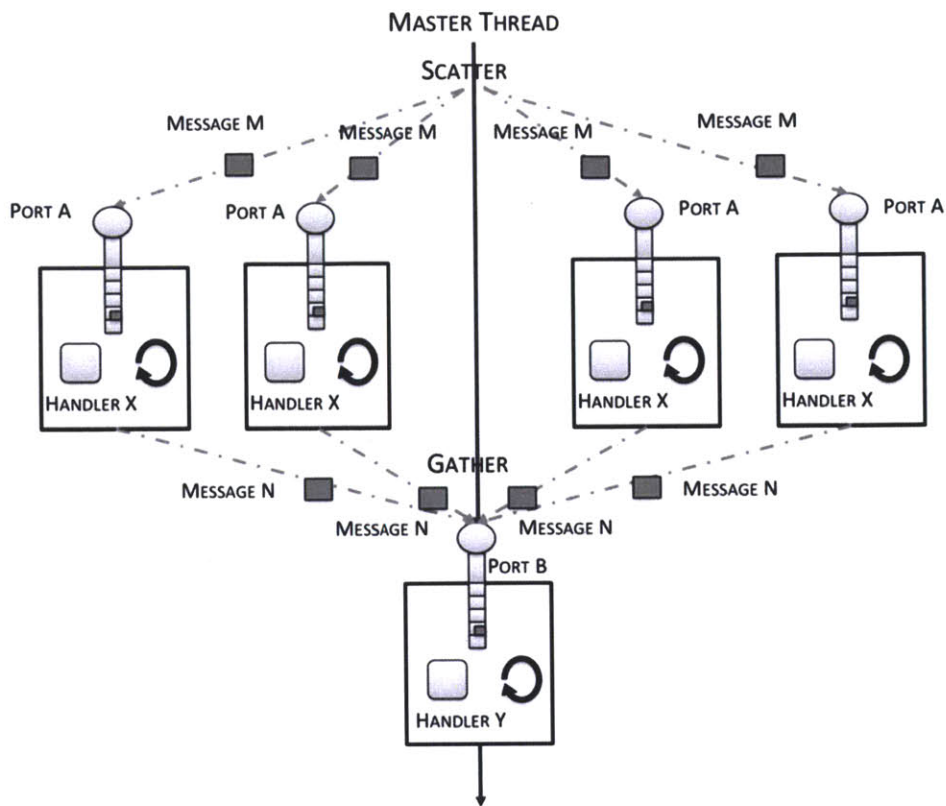 MASTER THREAD
SCATTER
MESSAGE M
MESSAGE M
MESSAGE M
MESSAGE M
PORT A
PORT A
PORT A
PORT A
HANDLER X
HANDLER X
HANDLER X
HANDLER X
GATHER
MESSAGE N
MESSAGE N
MESSAGE N
MESSAGE N
PORT B
HANDLER Y